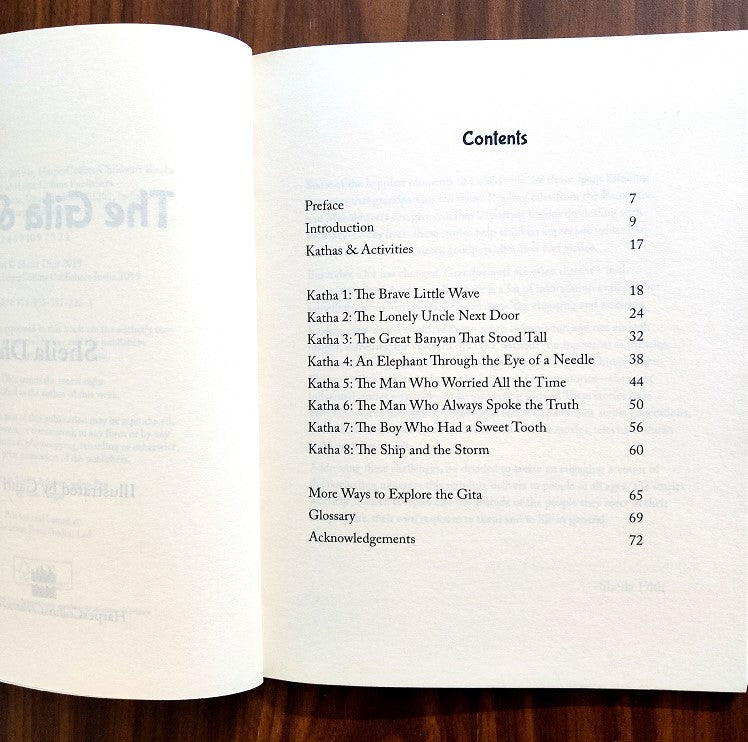 Contents
Preface 7
Introduction 9
Kathas & Activities 17
Katha 1: The Brave Little Wave 18
Katha 2: The Lonely Uncle Next Door 24
Katha 3: The Great Banyan That Stood Tall 32
Katha 4: An Elephant Through the Eye of a Needle 38
Katha 5: The Man Who Worried All the Time 44
Katha 6: The Man Who Always Spoke the Truth 50
Katha 7: The Boy Who Had a Sweet Tooth 56
Katha 8: The Ship and the Storm 60
More Ways to Explore the Gita 65
Glossary 69
Acknowledgements 72